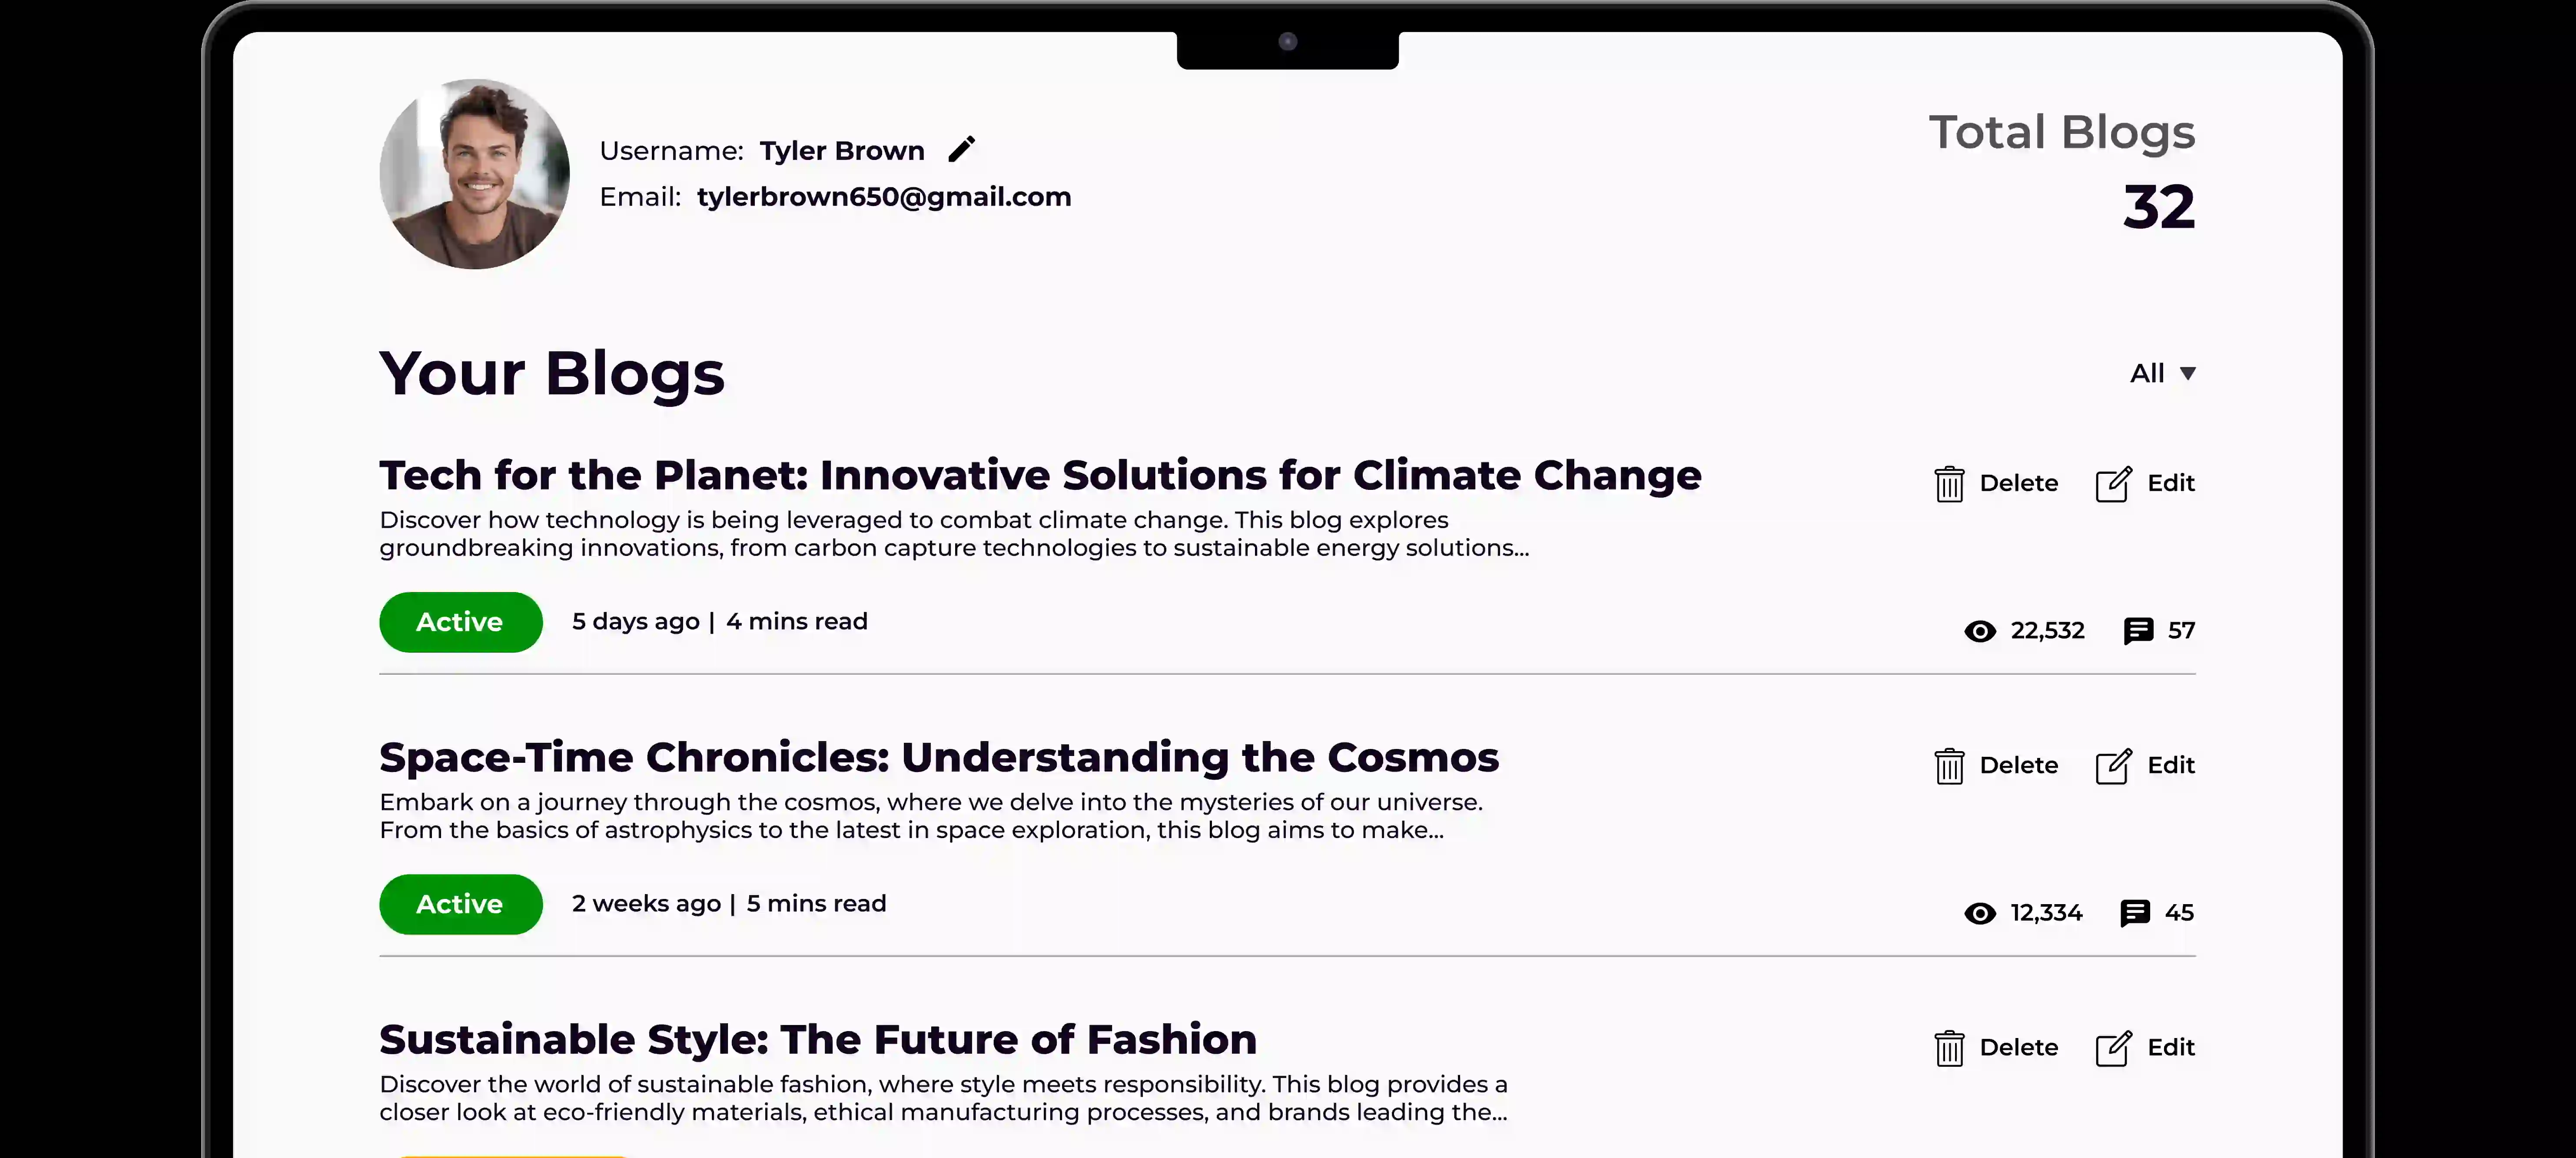 Username: Tyler Brown
Email: tylerbrown650@gmail.com
Total Blogs
32
Your Blogs
All
Tech for the Planet: Innovative Solutions for Climate Change
Delete Edit
Discover how technology is being leveraged to combat climate change. This blog explores
groundbreaking innovations, from carbon capture technologies to sustainable energy solutions...
Active 5 days ago | 4 mins read
22,532 57
Space-Time Chronicles: Understanding the Cosmos
Delete Edit
Embark on a journey through the cosmos, where we delve into the mysteries of our universe.
From the basics of astrophysics to the latest in space exploration, this blog aims to make...
Active 2 weeks ago | 5 mins read
12,334 45
Sustainable Style: The Future of Fashion
Delete Edit
Discover the world of sustainable fashion, where style meets responsibility. This blog provides a
closer look at eco-friendly materials, ethical manufacturing processes, and brands leading the...